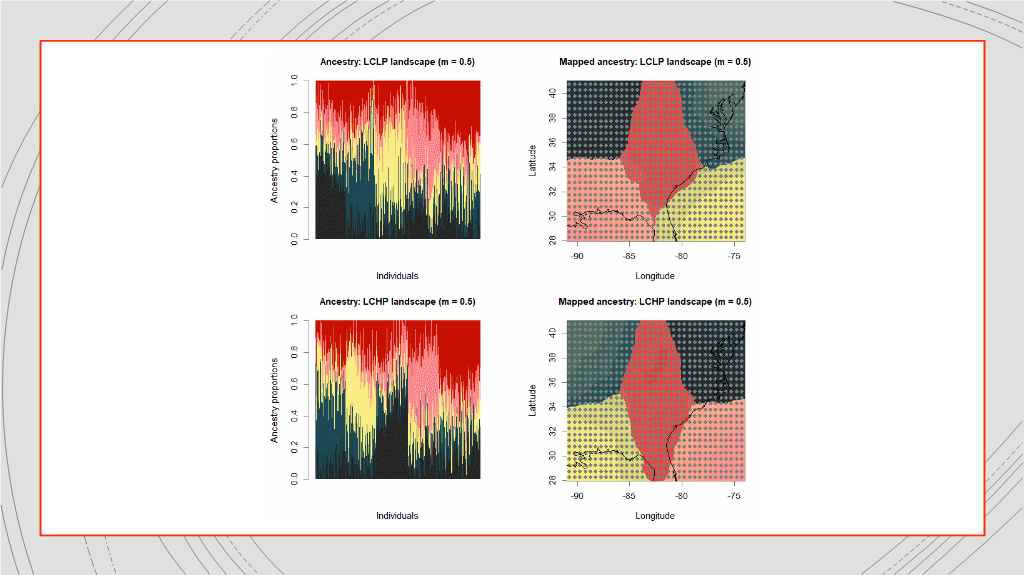 Ancestry: LCLP landscape (m = 0.5)
Ancestry proportions
0.0 0.2 0.4 0.6 0.8 1.0
Individuals
Mapped ancestry: LCLP landscape (m = 0.5)
Latitude
28 30 32 34 36 38 40
-90 -85 -80 -75
Longitude
Ancestry: LCHP landscape (m = 0.5)
Ancestry proportions
0.0 0.2 0.4 0.6 0.8 1.0
Individuals
Mapped ancestry: LCHP landscape (m = 0.5)
Latitude
28 30 32 34 36 38 40
-90 -85 -80 -75
Longitude